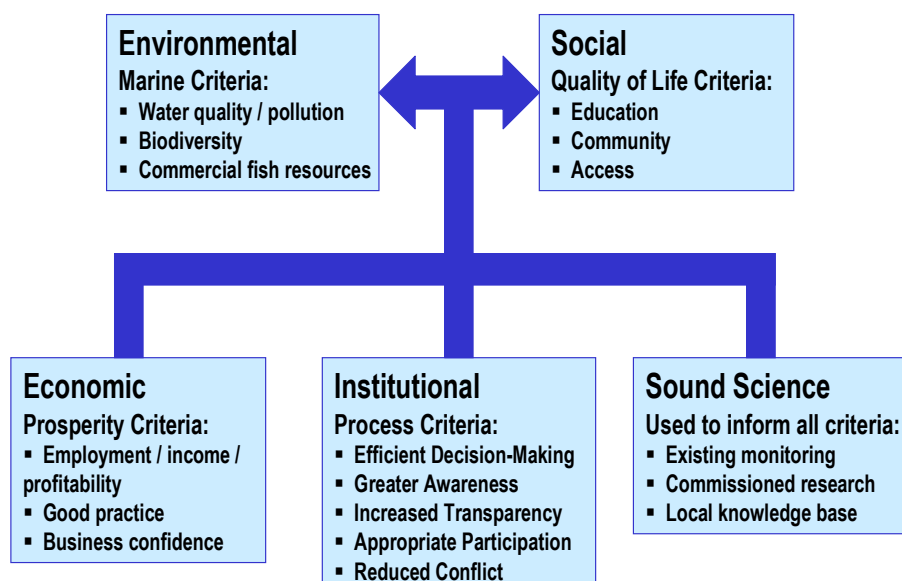 Environmental
Marine Criteria:
▪ Water quality / pollution
▪ Biodiversity
▪ Commercial fish resources
Social
Quality of Life Criteria:
▪ Education
▪ Community
▪ Access
Economic
Prosperity Criteria:
▪ Employment / income /
profitability
▪ Good practice
▪ Business confidence
Institutional
Process Criteria:
▪ Efficient Decision-Making
▪ Greater Awareness
▪ Increased Transparency
▪ Appropriate Participation
▪ Reduced Conflict
Sound Science
Used to inform all criteria:
▪ Existing monitoring
▪ Commissioned research
▪ Local knowledge base